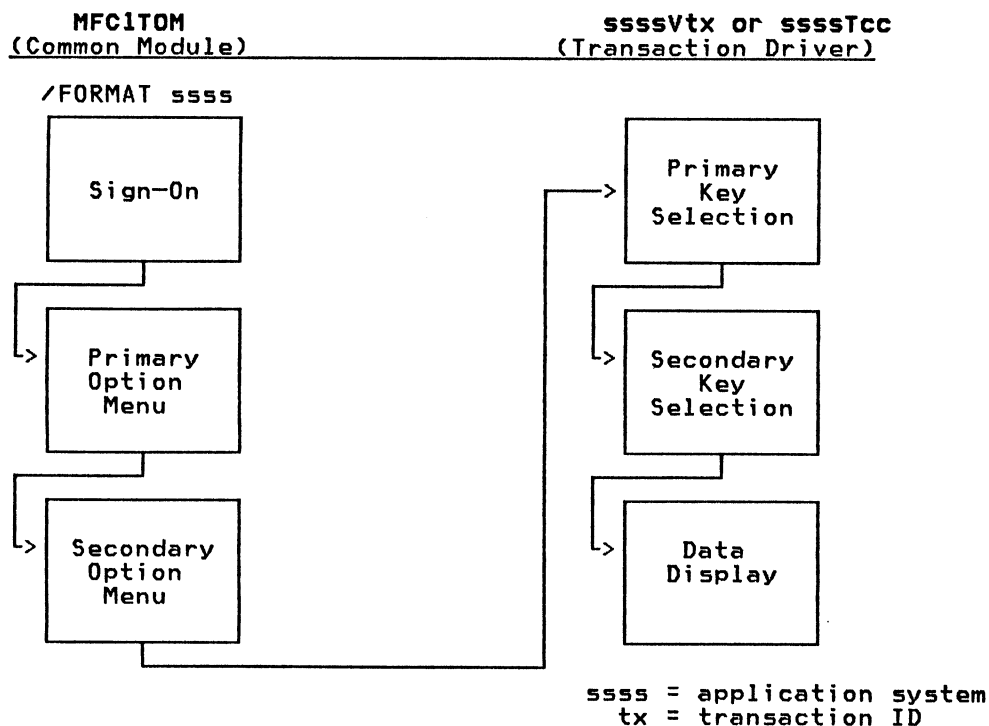 MFC1TOM
(Common Module)
ssssVtx or ssssTcc
(Transaction Driver)
/FORMAT ssss
Sign-On
Primary
Option
Menu
Secondary
Option
Menu
Primary
Key
Selection
Secondary
Key
Selection
Data
Display
ssss = application system
tx = transaction ID